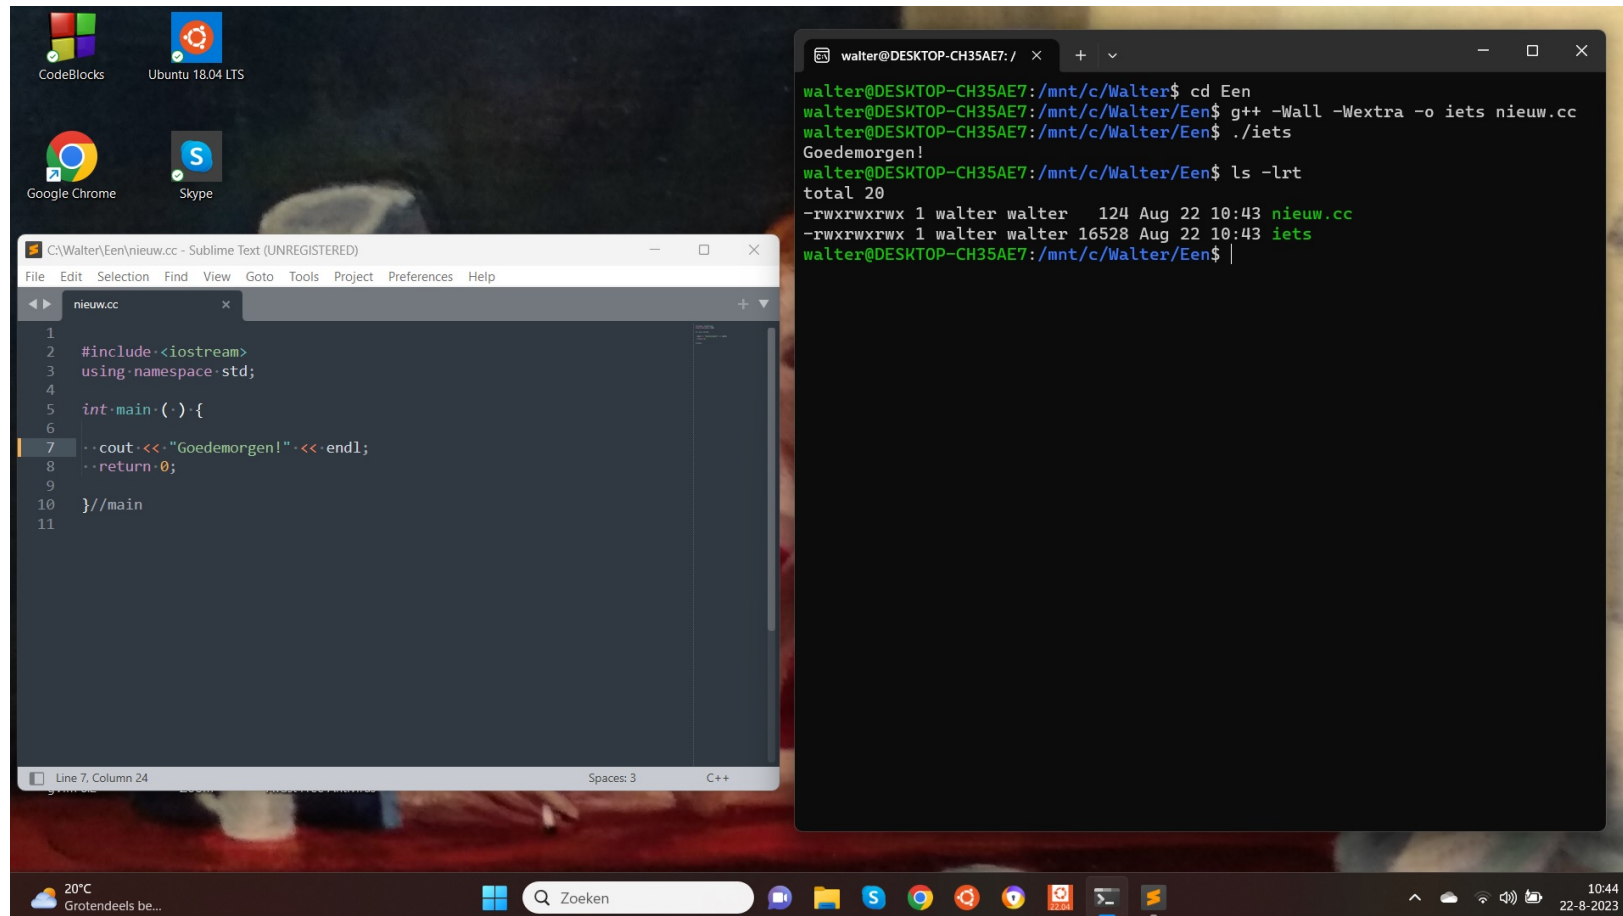 CodeBlocks
Ubuntu 18.04 LTS
Google Chrome
Skype
C:\Walter\Een\nieuw.cc - Sublime Text (UNREGISTERED)
File Edit Selection Find View Goto Tools Project Preferences Help
nieuw.cc
1
2 #include <iostream>
3 using namespace std;
4
5 int main ( ) {
6
7 cout << "Goedemorgen!" << endl;
8 return 0;
9
10 }//main
11
Line 7, Column 24 Spaces: 3 C++
walter@DESKTOP-CH35AE7: /
walter@DESKTOP-CH35AE7:/mnt/c/Walter$ cd Een
walter@DESKTOP-CH35AE7:/mnt/c/Walter/Een$ g++ -Wall -Wextra -o iets nieuw.cc
walter@DESKTOP-CH35AE7:/mnt/c/Walter/Een$ ./iets
Goedemorgen!
walter@DESKTOP-CH35AE7:/mnt/c/Walter/Een$ ls -lrt
total 20
-rwxrwxrwx 1 walter walter 124 Aug 22 10:43 nieuw.cc
-rwxrwxrwx 1 walter walter 16528 Aug 22 10:43 iets
walter@DESKTOP-CH35AE7:/mnt/c/Walter/Een$
20°C
Grotendeels be...
Zoeken
22.04
10:44
22-8-2023